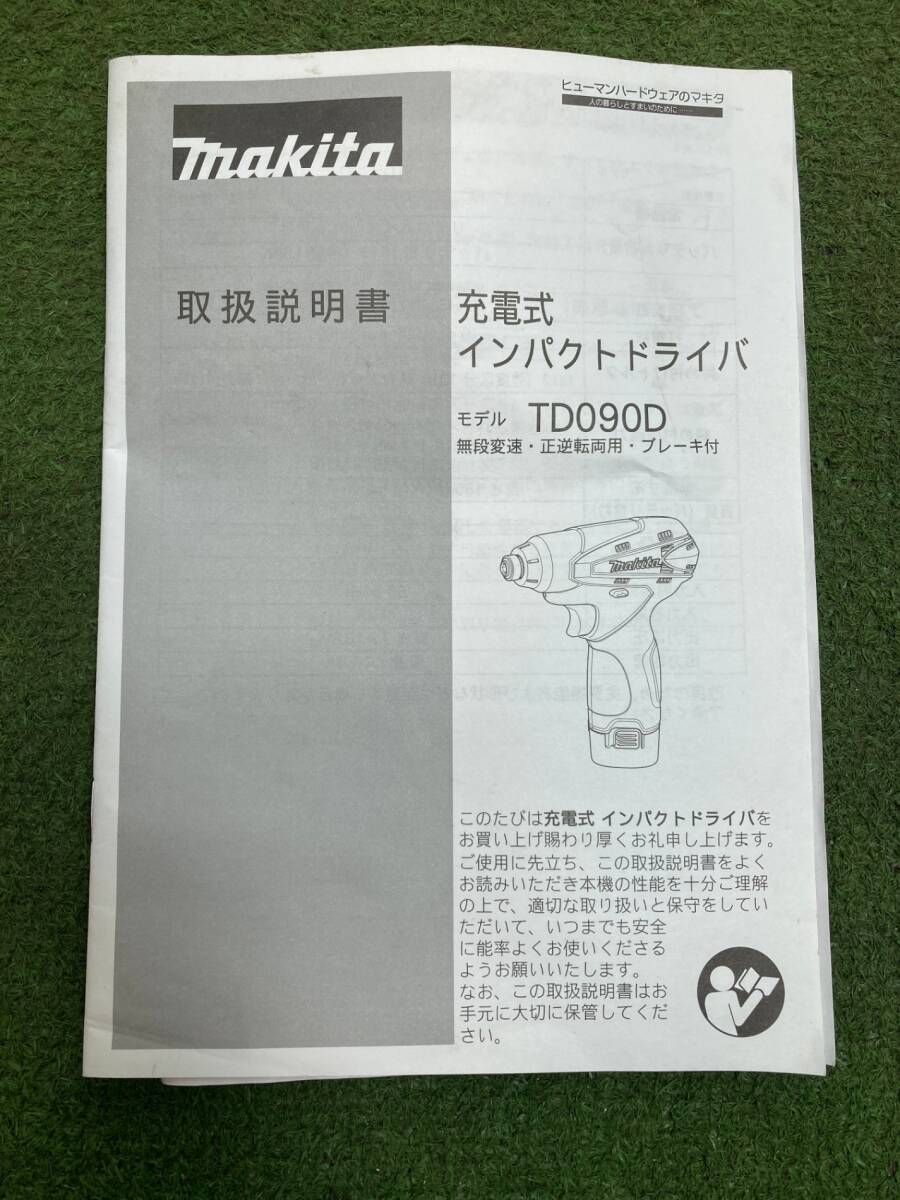 makita
ヒューマンハードウェアのマキタ
人の暮らしとすまいのために……
取扱説明書
充電式
インパクトドライバ
モデル TD090D
無段変速・正逆転両用・ブレーキ付
makita
このたびは充電式 インパクトドライバを
お買い上げ賜わり厚くお礼申し上げます。
ご使用に先立ち、この取扱説明書をよく
お読みいただき本機の性能を十分ご理解
の上で、適切な取り扱いと保守をしてい
ただいて、いつまでも安全
に能率よくお使いくださる
ようお願いいたします。
なお、この取扱説明書はお
手元に大切に保管してくだ
さい。